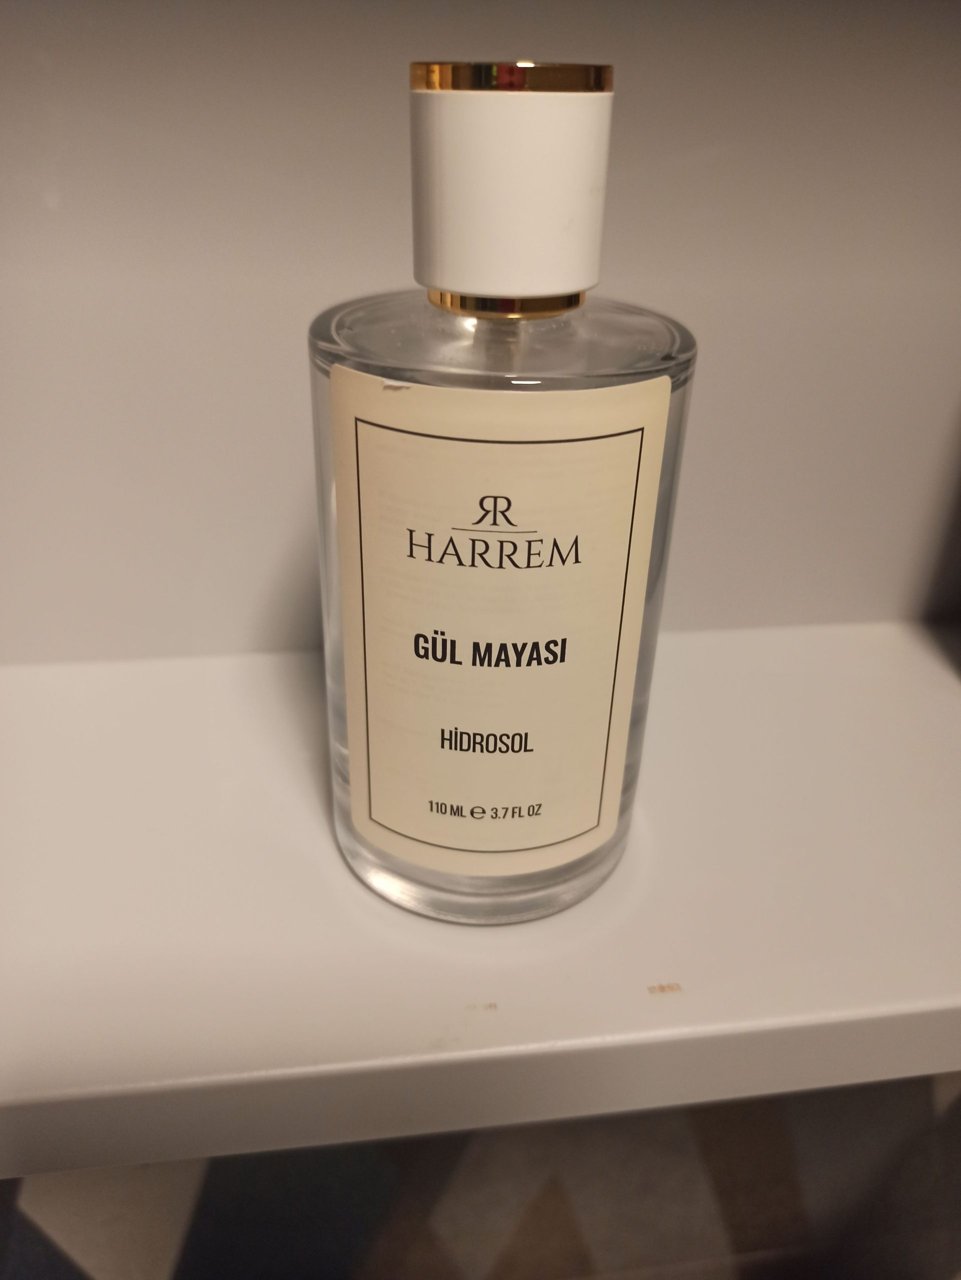 RR
HARREM
GÜL MAYASI
HİDROSOL
110 ML ℮ 3.7 FL OZ